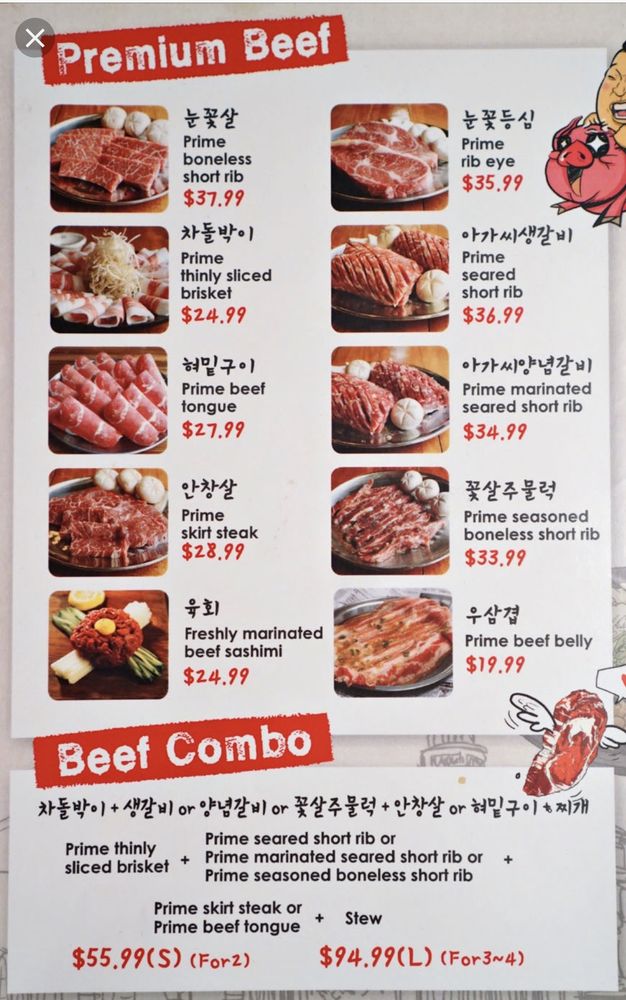 Premium Beef
눈꽃살
Prime
boneless
short rib
$37.99
눈꽃등심
Prime
rib eye
$35.99
차돌박이
Prime
thinly sliced
brisket
$24.99
아가씨생갈비
Prime
seared
short rib
$36.99
혀밑구이
Prime beef
tongue
$27.99
아가씨양념갈비
Prime marinated
seared short rib
$34.99
안창살
Prime
skirt steak
$28.99
꽃살주물럭
Prime seasoned
boneless short rib
$33.99
육회
Freshly marinated
beef sashimi
$24.99
우삼겹
Prime beef belly
$19.99
Beef Combo
차돌박이 + 생갈비 or 양념갈비 or 꽃살주물럭 + 안창살 or 혀밑구이 + 찌개
Prime thinly
sliced brisket
+
Prime seared short rib or
Prime marinated seared short rib or
Prime seasoned boneless short rib
+
Prime skirt steak or
Prime beef tongue
+
Stew
$55.99(S) (For2)
$94.99(L) (For3~4)